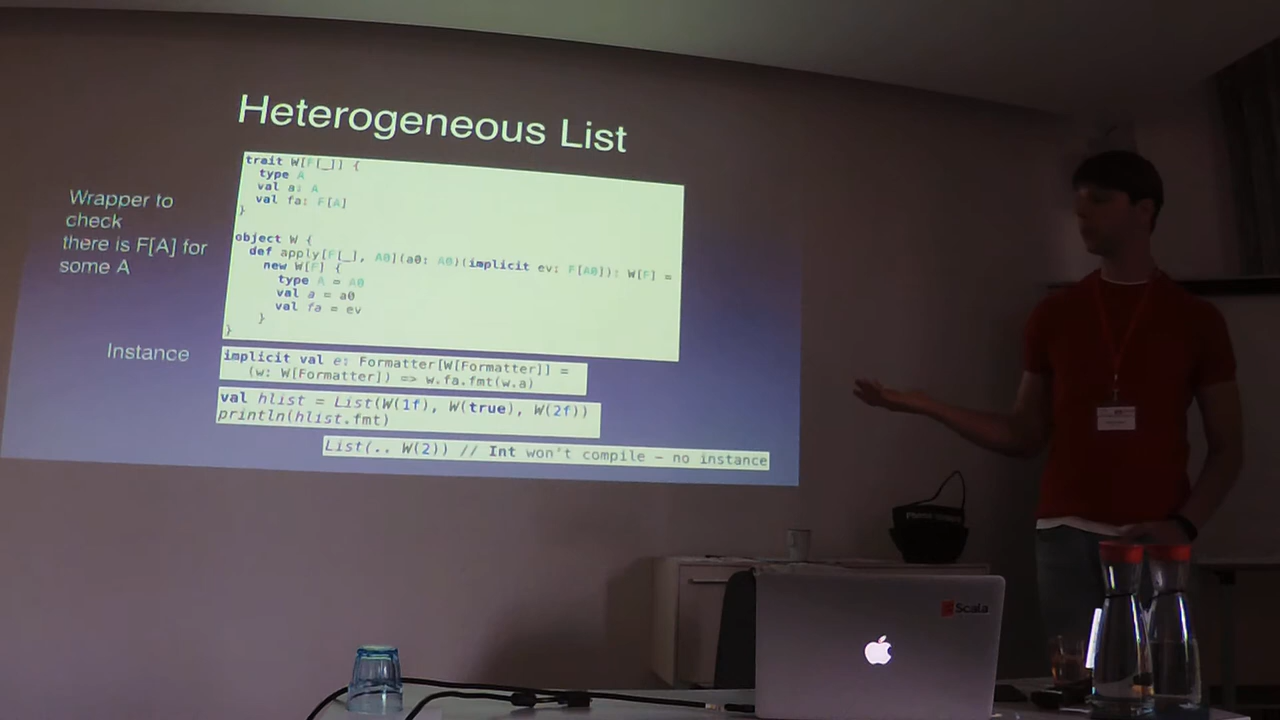 Heterogeneous List
Wrapper to
check
there is F[A] for
some A
trait W[F[_]] {
type A
val a: A
val fa: F[A]
}
object W {
def apply[F[_], A0](a0: A0)(implicit ev: F[A0]): W[F] =
new W[F] {
type A = A0
val a = a0
val fa = ev
}
}
Instance
implicit val e: Formatter[W[Formatter]] =
(w: W[Formatter]) => w.fa.fmt(w.a)
val hlist = List(W(1f), W(true), W(2f))
println(hlist.fmt)
List(.. W(2)) // Int won't compile – no instance
Scala